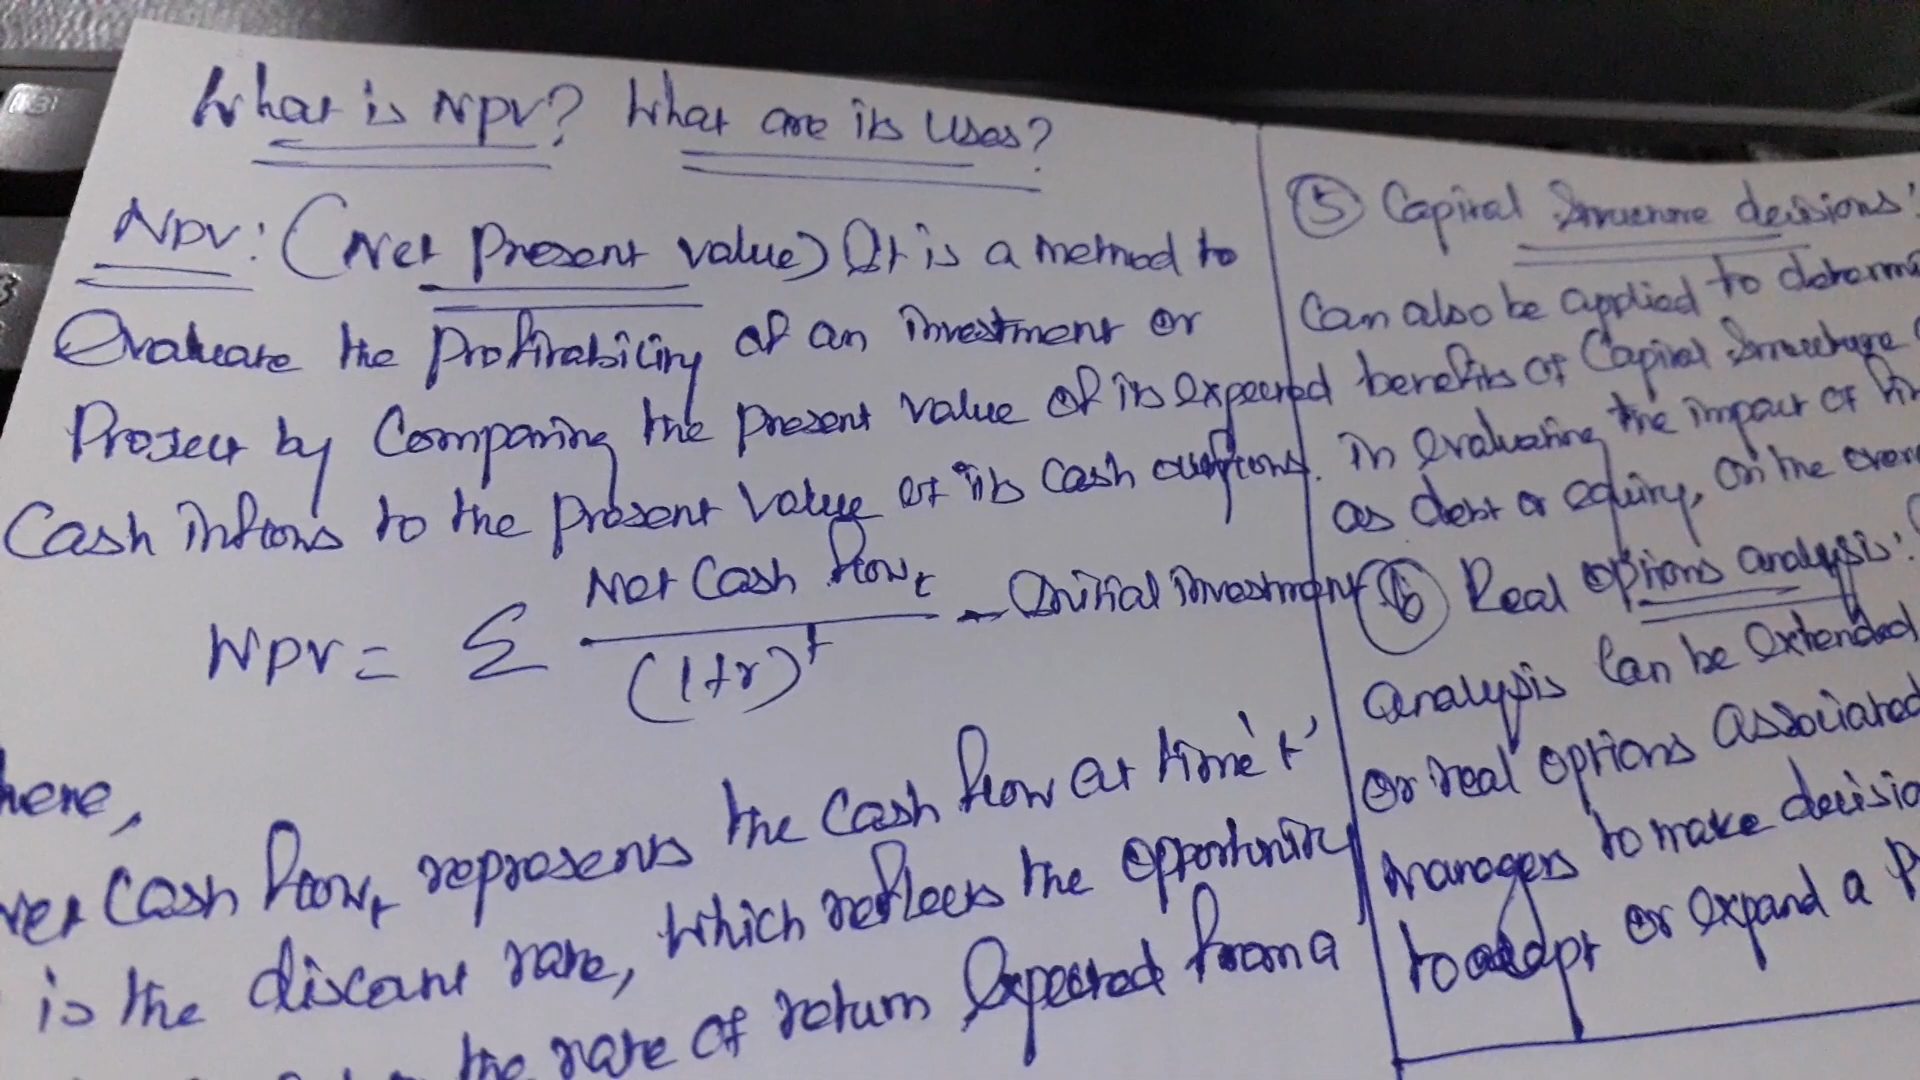 What is NPV? What are its Uses?
NPV: (Net Present value) It is a method to
Evaluate the profitability of an investment or
Project by Comparing the present value of its expected
Cash inflows to the present value of its cash outflows.
NPV = Σ Net Cash flow t / (1+r)^t - Initial investment
here,
Net Cash flow t represents the cash flow at time 't'
is the discount rate, which reflects the opportunity
the rate of return expected from a
⑤ Capital Structure decisions:
Can also be applied to
benefits of Capital Structure
in evaluating the impact of
as debt or equity, on the
⑥ Real options analysis:
analysis Can be extended
or real options associated
managers to make
to adapt or expand a